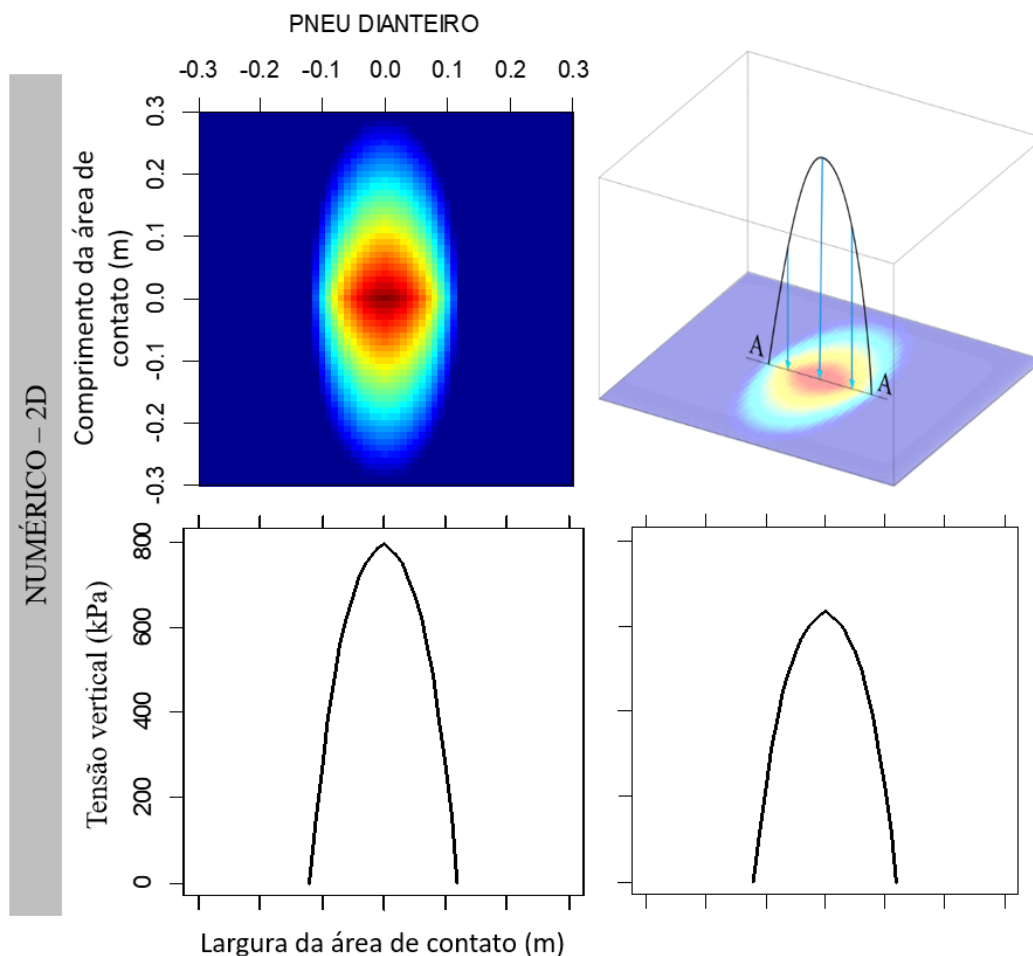 PNEU DIANTEIRO
-0.3 -0.2 -0.1 0.0 0.1 0.2 0.3
NUMÉRICO – 2D
Comprimento da área de
contato (m)
0.3
0.2
0.1
0.0
-0.1
-0.2
-0.3
A
A
Tensão vertical (kPa)
800
600
400
200
0
Largura da área de contato (m)